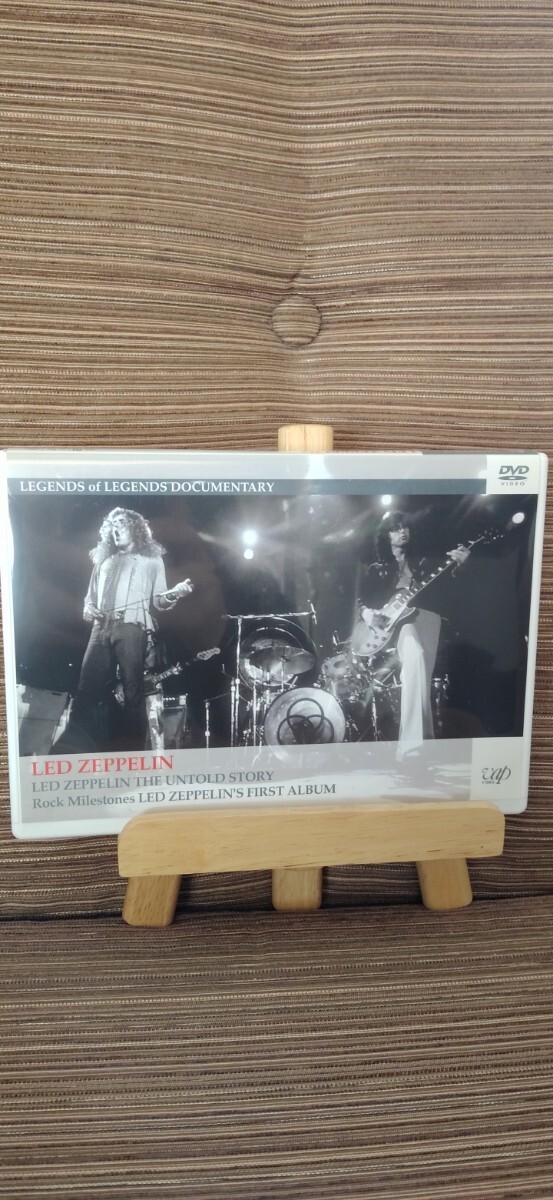 LEGENDS of LEGENDS DOCUMENTARY
DVD
VIDEO
LED ZEPPELIN
LED ZEPPELIN THE UNTOLD STORY
Rock Milestones LED ZEPPELIN'S FIRST ALBUM
vap
VIDEO